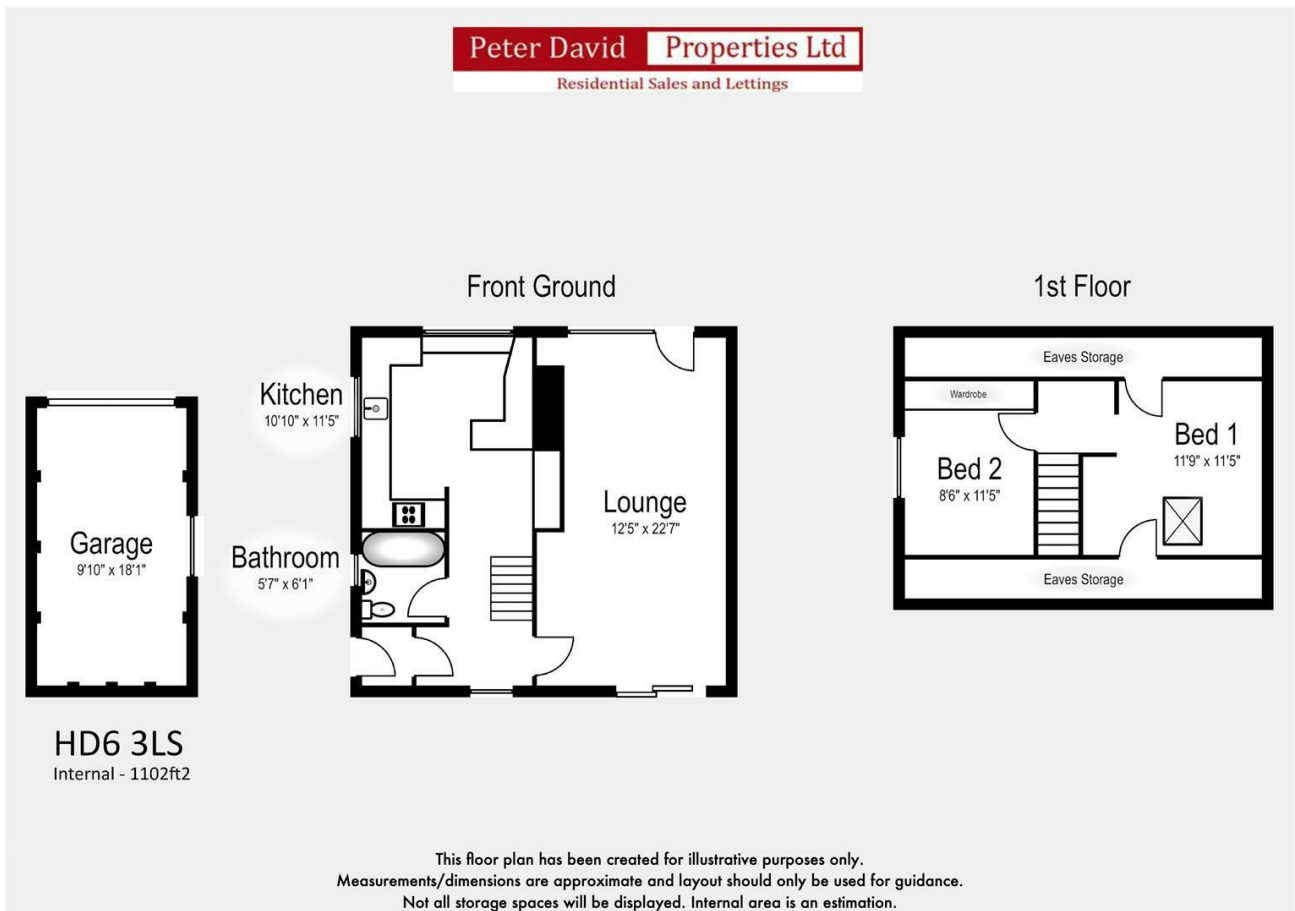 Peter David Properties Ltd
Residential Sales and Lettings
Front Ground
1st Floor
Kitchen
10'10" x 11'5"
Bathroom
5'7" x 6'1"
Lounge
12'5" x 22'7"
Garage
9'10" x 18'1"
Eaves Storage
Wardrobe
Bed 1
11'9" x 11'5"
Bed 2
8'6" x 11'5"
Eaves Storage
HD6 3LS
Internal - 1102ft2
This floor plan has been created for illustrative purposes only.
Measurements/dimensions are approximate and layout should only be used for guidance.
Not all storage spaces will be displayed. Internal area is an estimation.